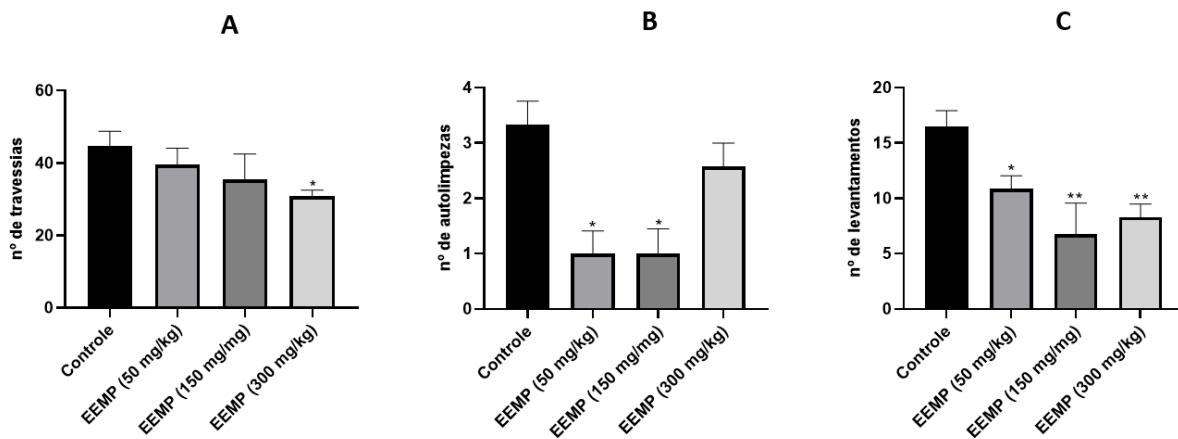 A
B
C
nº de travessias
60
40
20
0
*
Controle
EEMP (50 mg/kg)
EEMP (150 mg/mg)
EEMP (300 mg/kg)
nº de autolimpezas
4
3
2
1
0
*
*
Controle
EEMP (50 mg/kg)
EEMP (150 mg/mg)
EEMP (300 mg/kg)
nº de levantamentos
20
15
10
5
0
*
**
**
Controle
EEMP (50 mg/kg)
EEMP (150 mg/mg)
EEMP (300 mg/kg)